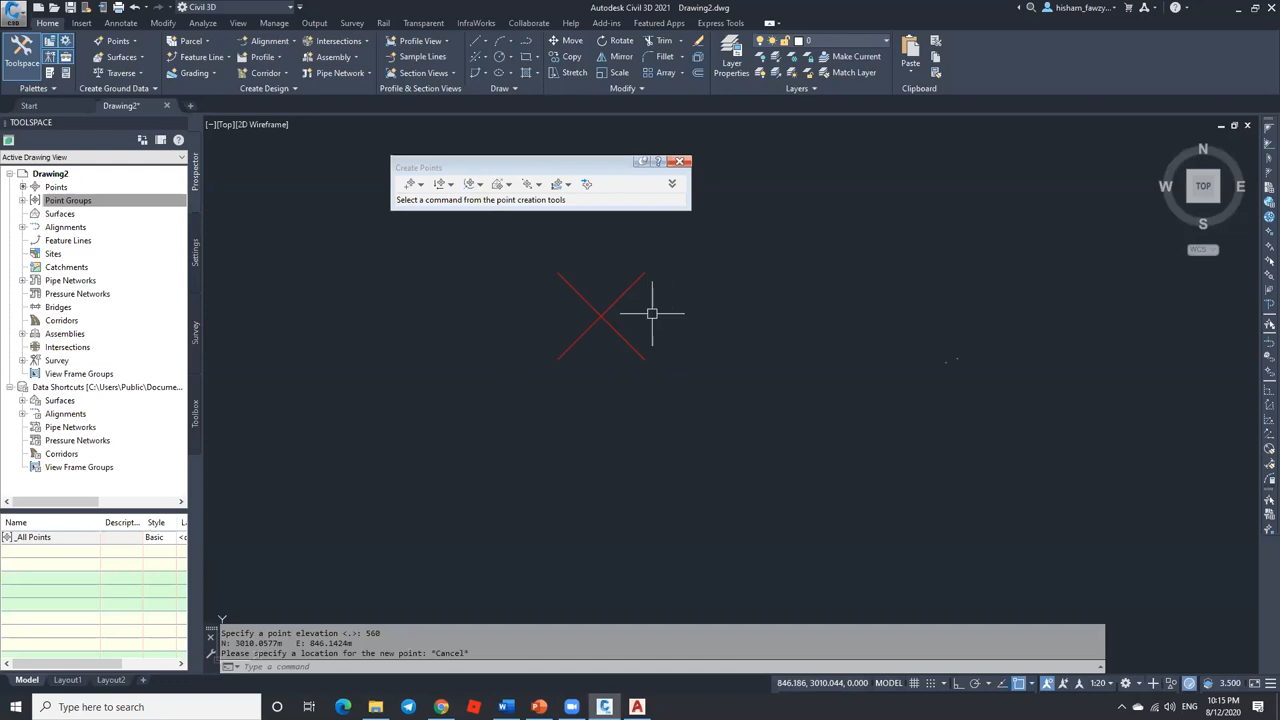 C3D
Civil 3D
Share
Autodesk Civil 3D   Drawing2.dwg
hisham_fawzy...
Home Insert Annotate Modify Analyze View Manage Output Survey Rail Transparent InfraWorks Collaborate Help Add-ins Featured Apps Express Tools
Toolspace
Palettes
Points
Surfaces
Traverse
Create Ground Data
Parcel
Feature Line
Grading
Alignment
Profile
Corridor
Intersections
Assembly
Pipe Network
Create Design
Profile View
Sample Lines
Section Views
Profile & Section Views
Draw
Move
Copy
Stretch
Rotate
Mirror
Scale
Trim
Fillet
Array
Modify
Layer
Properties
0
Make Current
Match Layer
Layers
Paste
Clipboard
Start
Drawing2*
TOOLSPACE
Active Drawing View
Drawing2
Points
Point Groups
Surfaces
Alignments
Feature Lines
Sites
Catchments
Pipe Networks
Pressure Networks
Bridges
Corridors
Assemblies
Intersections
Survey
View Frame Groups
Data Shortcuts [C:\Users\Public\Docume...
Surfaces
Alignments
Pipe Networks
Pressure Networks
Corridors
View Frame Groups
Prospector
Settings
Survey
Toolbox
Name Descript... Style
_All Points Basic
[−][Top][2D Wireframe]
Create Points
Select a command from the point creation tools
N
W TOP E
S
WCS
Specify a point elevation <.>: 560
N: 3010.0577m E: 846.1424m
Please specify a location for the new point: *Cancel*
Type a command
Model Layout1 Layout2
846.186, 3010.044, 0.000 MODEL
1:20
3.500
Type here to search
10:15 PM
8/12/2020